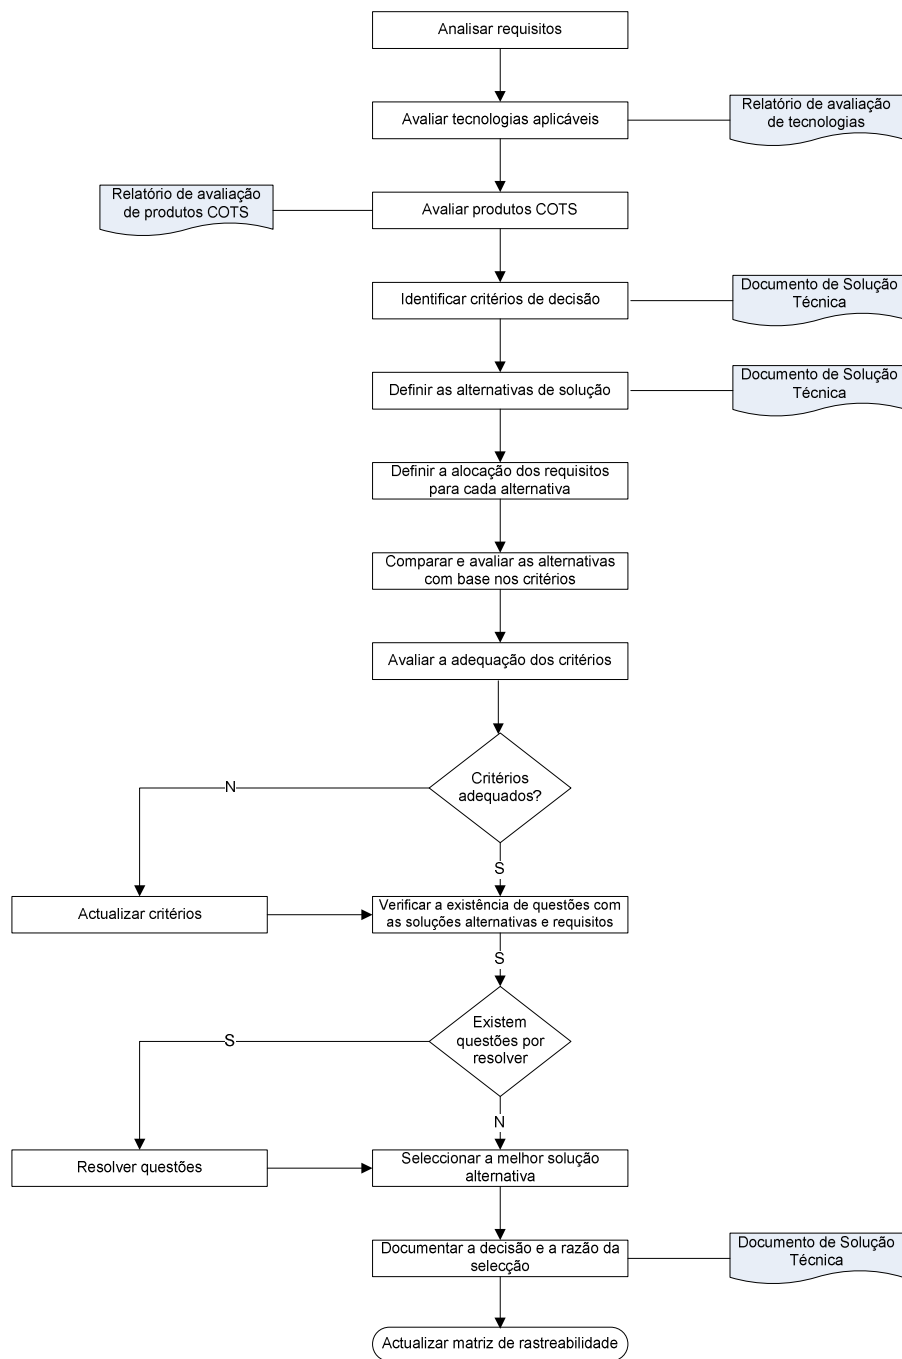 Analisar requisitos
Avaliar tecnologias aplicáveis
Relatório de avaliação
de tecnologias
Relatório de avaliação
de produtos COTS
Avaliar produtos COTS
Identificar critérios de decisão
Documento de Solução
Técnica
Definir as alternativas de solução
Documento de Solução
Técnica
Definir a alocação dos requisitos
para cada alternativa
Comparar e avaliar as alternativas
com base nos critérios
Avaliar a adequação dos critérios
Critérios
adequados?
N
S
Actualizar critérios
Verificar a existência de questões com
as soluções alternativas e requisitos
S
Existem
questões por
resolver
S
N
Resolver questões
Seleccionar a melhor solução
alternativa
Documentar a decisão e a razão da
selecção
Documento de Solução
Técnica
Actualizar matriz de rastreabilidade